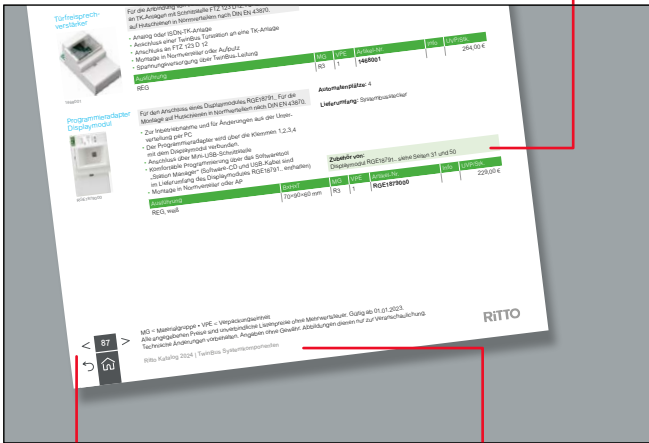 Türfreisprech-
verstärker
1468001
an TK-Anlagen mit Schnittstelle FTZ 123 D
auf Hutschienen in Normverteilern nach DIN EN 43870.
• Analog oder ISDN-TK-Anlage
• Anschluss einer TwinBus Türstation an eine TK-Anlage
• Anschluss an FTZ 123 D 12
• Montage in Normverteiler oder Aufputz
• Spannungsversorgung über TwinBus-Leitung
Ausführung MG VPE Artikel-Nr. Info UVP/Stk.
REG R3 1 1468001 264,00 €
Automatenplätze: 4
Lieferumfang: Systembusstecker
Programmieradapter
Displaymodul
RGE1879000
Für den Anschluss eines Displaymodules RGE18791.. Für die
Montage auf Hutschienen in Normverteilern nach DIN EN 43870.
• Zur Inbetriebnahme und für Änderungen aus der Unter-
verteilung per PC
• Der Programmieradapter wird über die Klemmen 1,2,3,4
mit dem Displaymodul verbunden.
• Anschluss über Mini-USB-Schnittstelle
• Komfortable Programmierung über das Softwaretool
„Station Manager“ (Software-CD und USB-Kabel sind
im Lieferumfang des Displaymodules RGE18791.. enthalten)
• Montage in Normverteiler oder AP
Zubehör von:
Displaymodul RGE18791.. siehe Seiten 31 und 50
Ausführung BxHxT MG VPE Artikel-Nr. Info UVP/Stk.
REG, weiß 70×90×60 mm R3 1 RGE1879000 229,00 €
< 87 >
MG = Materialgruppe • VPE = Verpackungseinheit
Alle angegebenen Preise sind unverbindliche Listenpreise ohne Mehrwertsteuer. Gültig ab 01.01.2023.
Technische Änderungen vorbehalten. Angaben ohne Gewähr. Abbildungen dienen nur zur Veranschaulichung.
Ritto Katalog 2024 | TwinBus Systemkomponenten
RITTO